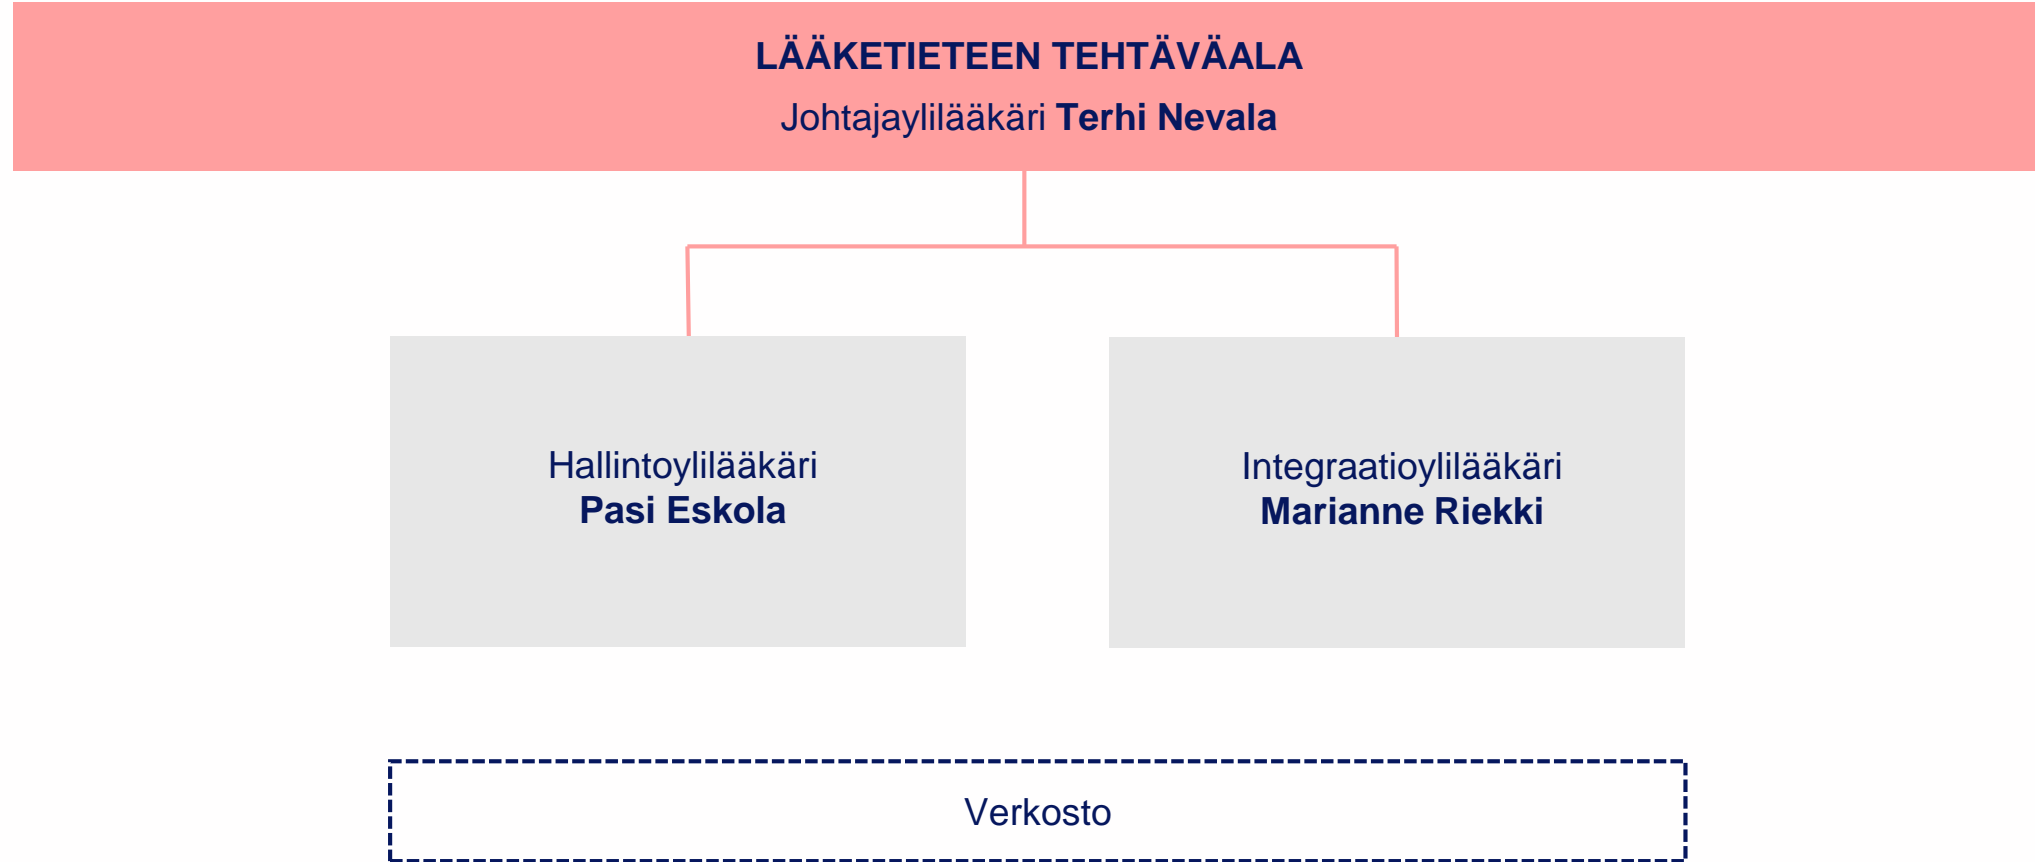 LÄÄKETIETEEN TEHTÄVÄALA
Johtajaylilääkäri Terhi Nevala
Hallintoylilääkäri
Pasi Eskola
Integraatioylilääkäri
Marianne Riekki
Verkosto